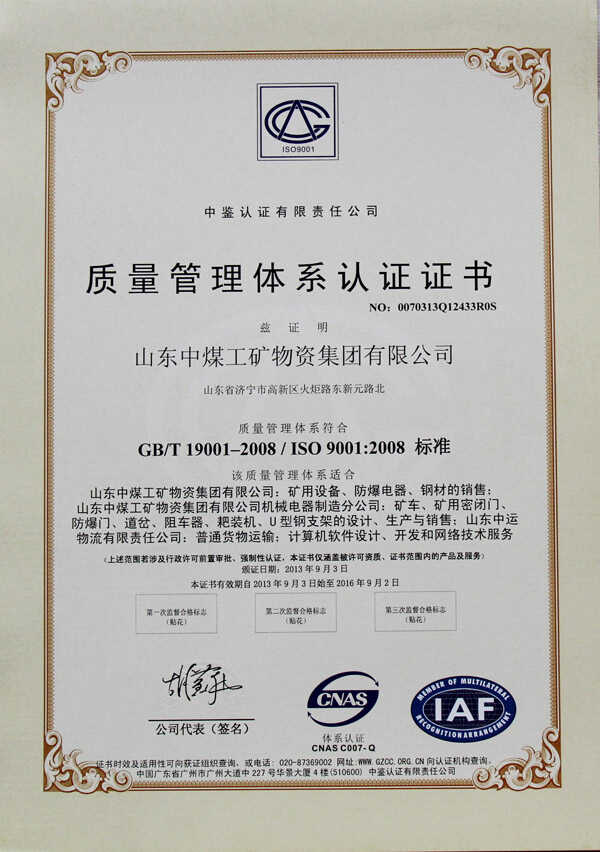 ISO9001
中鉴认证有限责任公司
质量管理体系认证证书
NO：0070313Q12433R0S
兹证明
山东中煤工矿物资集团有限公司
山东省济宁市高新区火炬路东新元路北
质量管理体系符合
GB/T 19001–2008 / ISO 9001:2008 标准
该质量管理体系适合
山东中煤工矿物资集团有限公司：矿用设备、防爆电器、钢材的销售；
山东中煤工矿物资集团有限公司机械电器制造分公司：矿车、矿用密闭门、
防爆门、道岔、阻车器、耙装机、U型钢支架的设计、生产与销售；山东中运
物流有限责任公司：普通货物运输；计算机软件设计、开发和网络技术服务
（上述范围若涉及行政许可前置审批、强制性认证，本证书仅涵盖被许可资质、证书范围内的产品及服务）
颁证日期：2013年9月3日
本证书有效期自2013年9月3日始至2016年9月2日
第一次监督合格标志
（贴花）
第二次监督合格标志
（贴花）
第三次监督合格标志
（贴花）
公司代表（签名）
CNAS
体系认证
CNAS C007-Q
MEMBER OF MULTILATERAL
IAF
RECOGNITION ARRANGEMENT
证书时效及适用性可向获证组织查询、或电话：020-87369002 网址:WWW.GZCC.ORG.CN 向认证机构查询。
中国广东省广州市广州大道中227号华景大厦4楼(510600) 中鉴认证有限责任公司